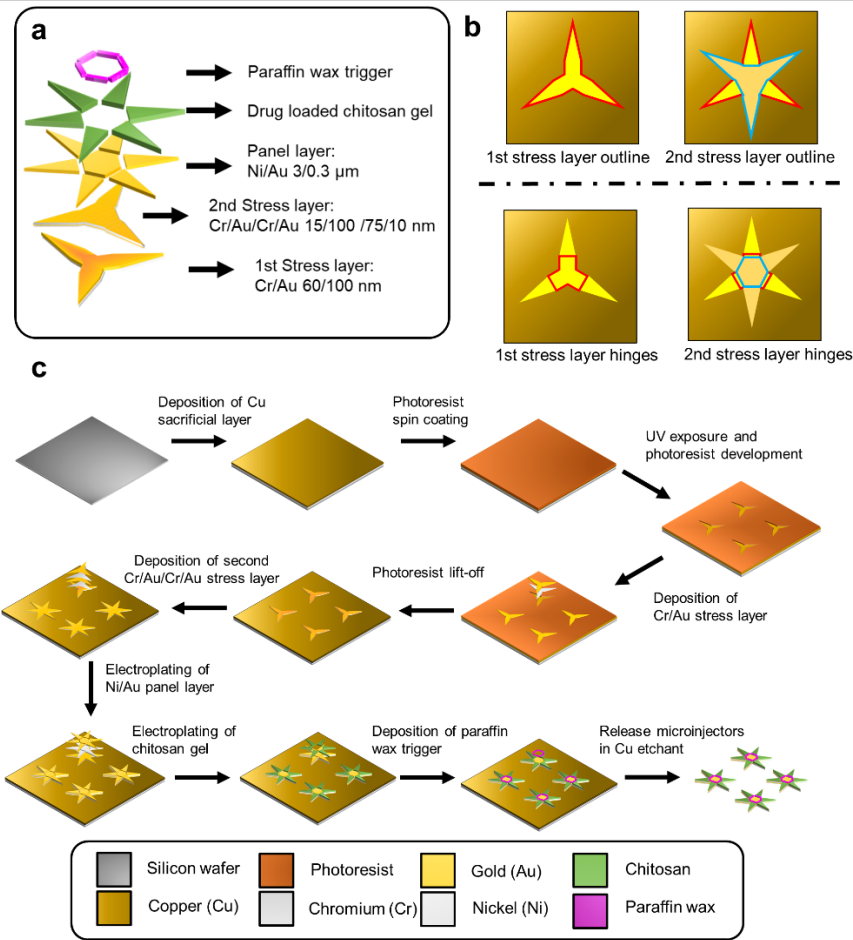 a
Paraffin wax trigger
Drug loaded chitosan gel
Panel layer:
Ni/Au 3/0.3 µm
2nd Stress layer:
Cr/Au/Cr/Au 15/100 /75/10 nm
1st Stress layer:
Cr/Au 60/100 nm
b
1st stress layer outline
2nd stress layer outline
1st stress layer hinges
2nd stress layer hinges
c
Deposition of Cu
sacrificial layer
Photoresist
spin coating
UV exposure and
photoresist development
Deposition of
Cr/Au stress layer
Photoresist lift-off
Deposition of second
Cr/Au/Cr/Au stress layer
Electroplating of
Ni/Au panel layer
Electroplating of
chitosan gel
Deposition of paraffin
wax trigger
Release microinjectors
in Cu etchant
Silicon wafer
Photoresist
Gold (Au)
Chitosan
Copper (Cu)
Chromium (Cr)
Nickel (Ni)
Paraffin wax